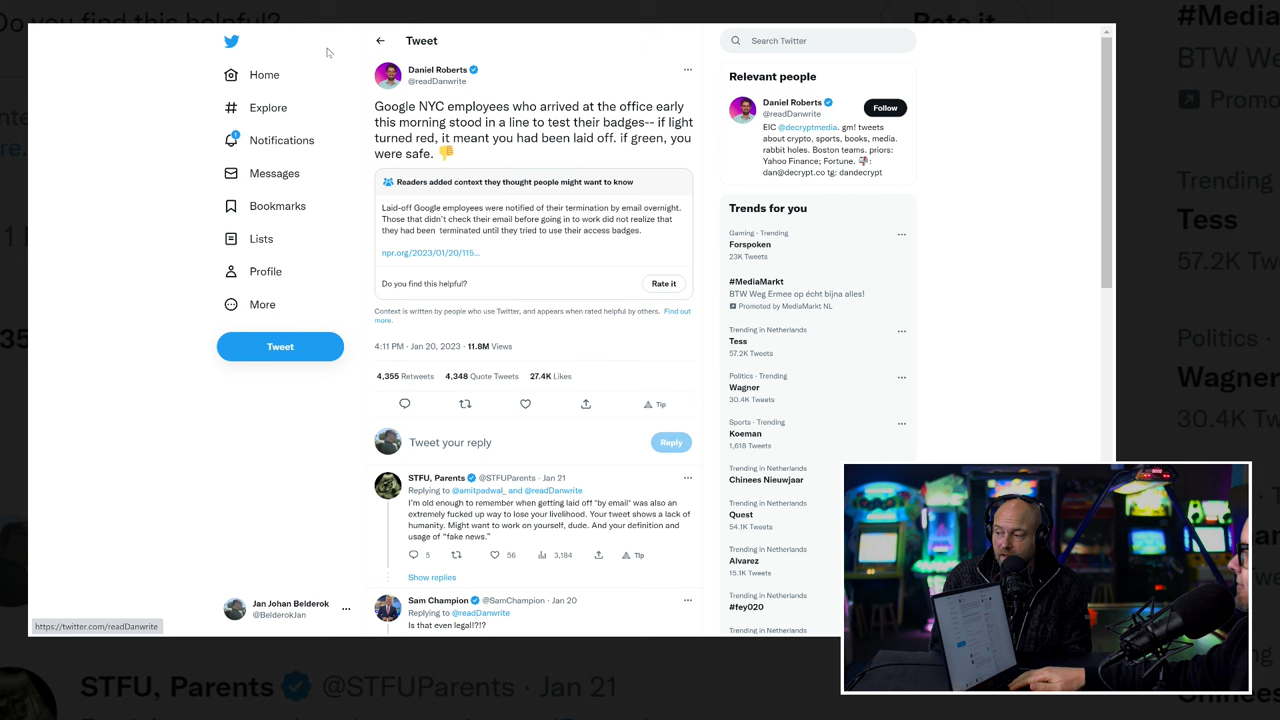 Do you find this helpful?
Rate it
#Media
Promo
Trending
Tess
57.2K Tw
Politics ·
Wagner
30.4K Tw
Tweet
Search Twitter
Home
Explore
1
Notifications
Messages
Bookmarks
Lists
Profile
More
Tweet
Jan Johan Belderok
@BelderokJan
https://twitter.com/readDanwrite
Daniel Roberts
@readDanwrite
Google NYC employees who arrived at the office early
this morning stood in a line to test their badges-- if light
turned red, it meant you had been laid off. if green, you
were safe. 👎
Readers added context they thought people might want to know
Laid-off Google employees were notified of their termination by email overnight.
Those that didn't check their email before going in to work did not realize that
they had been terminated until they tried to use their access badges.
npr.org/2023/01/20/115...
Do you find this helpful?
Rate it
Context is written by people who use Twitter, and appears when rated helpful by others. Find out
more.
4:11 PM · Jan 20, 2023 · 11.8M Views
4,355 Retweets 4,348 Quote Tweets 27.4K Likes
Tip
Tweet your reply
Reply
STFU, Parents @STFUParents · Jan 21
Replying to @amitpadwal_ and @readDanwrite
I'm old enough to remember when getting laid off *by email* was also an
extremely fucked up way to lose your livelihood. Your tweet shows a lack of
humanity. Might want to work on yourself, dude. And your definition and
usage of "fake news."
5 56 3,184 Tip
Show replies
Sam Champion @SamChampion · Jan 20
Replying to @readDanwrite
Is that even legal!?!?
Relevant people
Daniel Roberts
@readDanwrite
Follow
EIC @decryptmedia. gm! tweets
about crypto, sports, books, media.
rabbit holes. Boston teams. priors:
Yahoo Finance; Fortune. 📬:
dan@decrypt.co tg: dandecrypt
Trends for you
Gaming · Trending
Forspoken
23K Tweets
#MediaMarkt
BTW Weg Ermee op écht bijna alles!
Promoted by MediaMarkt NL
Trending in Netherlands
Tess
57.2K Tweets
Politics · Trending
Wagner
30.4K Tweets
Sports · Trending
Koeman
1,618 Tweets
Trending in Netherlands
Chinees Nieuwjaar
Trending in Netherlands
Quest
54.1K Tweets
Trending in Netherlands
Alvarez
15.1K Tweets
Trending in Netherlands
#fey020
Trending in Netherlands
STFU, Parents @STFUParents · Jan 21